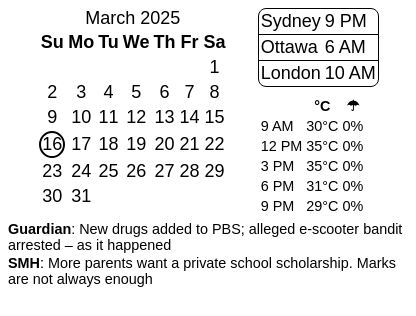 March 2025
Su Mo Tu We Th Fr Sa
1
2 3 4 5 6 7 8
9 10 11 12 13 14 15
16 17 18 19 20 21 22
23 24 25 26 27 28 29
30 31
Sydney 9 PM
Ottawa 6 AM
London 10 AM
°C ☂
9 AM 30°C 0%
12 PM 35°C 0%
3 PM 35°C 0%
6 PM 31°C 0%
9 PM 29°C 0%
Guardian: New drugs added to PBS; alleged e-scooter bandit
arrested – as it happened
SMH: More parents want a private school scholarship. Marks
are not always enough